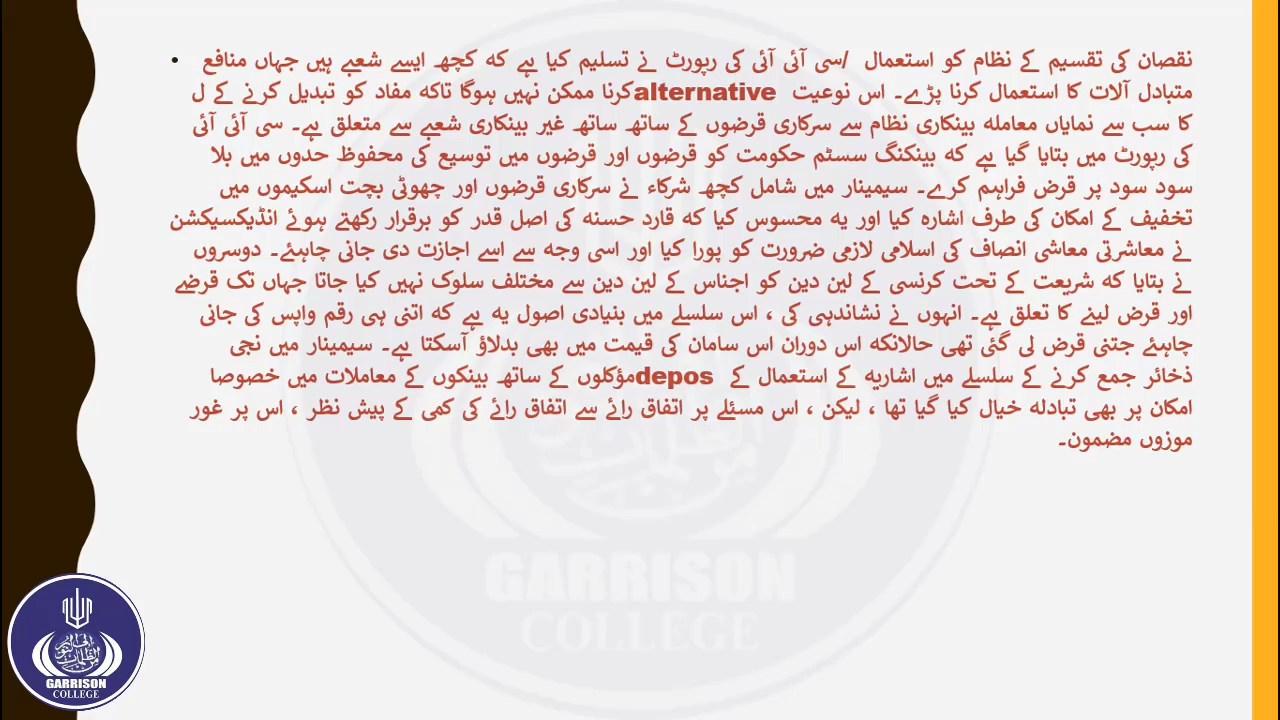 • نقصان کی تقسیم کے نظام کو استعمال /سی آئی آئی کی رپورٹ نے تسلیم کیا ہے کہ کچھ ایسے شعبے ہیں جہاں منافع
متبادل آلات کا استعمال کرنا پڑے۔ اس نوعیت alternativeکرنا ممکن نہیں ہوگا تاکہ مفاد کو تبدیل کرنے کے ل
کا سب سے نمایاں معاملہ بینکاری نظام سے سرکاری قرضوں کے ساتھ ساتھ غیر بینکاری شعبے سے متعلق ہے۔ سی آئی آئی
کی رپورٹ میں بتایا گیا ہے کہ بینکنگ سسٹم حکومت کو قرضوں اور قرضوں میں توسیع کی محفوظ حدوں میں بلا
سود سود پر قرض فراہم کرے۔ سیمینار میں شامل کچھ شرکاء نے سرکاری قرضوں اور چھوٹی بچت اسکیموں میں
تخفیف کے امکان کی طرف اشارہ کیا اور یہ محسوس کیا کہ قارد حسنہ کی اصل قدر کو برقرار رکھتے ہوئے انڈیکسیکشن
نے معاشرتی معاشی انصاف کی اسلامی لازمی ضرورت کو پورا کیا اور اسی وجہ سے اسے اجازت دی جانی چاہئے۔ دوسروں
نے بتایا کہ شریعت کے تحت کرنسی کے لین دین کو اجناس کے لین دین سے مختلف سلوک نہیں کیا جاتا جہاں تک قرضے
اور قرض لینے کا تعلق ہے۔ انہوں نے نشاندہی کی ، اس سلسلے میں بنیادی اصول یہ ہے کہ اتنی ہی رقم واپس کی جانی
چاہئے جتنی قرض لی گئی تھی حالانکہ اس دوران اس سامان کی قیمت میں بھی بدلاؤ آسکتا ہے۔ سیمینار میں نجی
ذخائر جمع کرنے کے سلسلے میں اشاریہ کے استعمال کے deposمؤکلوں کے ساتھ بینکوں کے معاملات میں خصوصا
امکان پر بھی تبادلہ خیال کیا گیا تھا ، لیکن ، اس مسئلے پر اتفاق رائے سے اتفاق رائے کی کمی کے پیش نظر ، اس پر غور
موزوں مضمون۔
GARRISON
COLLEGE
GARRISON
COLLEGE